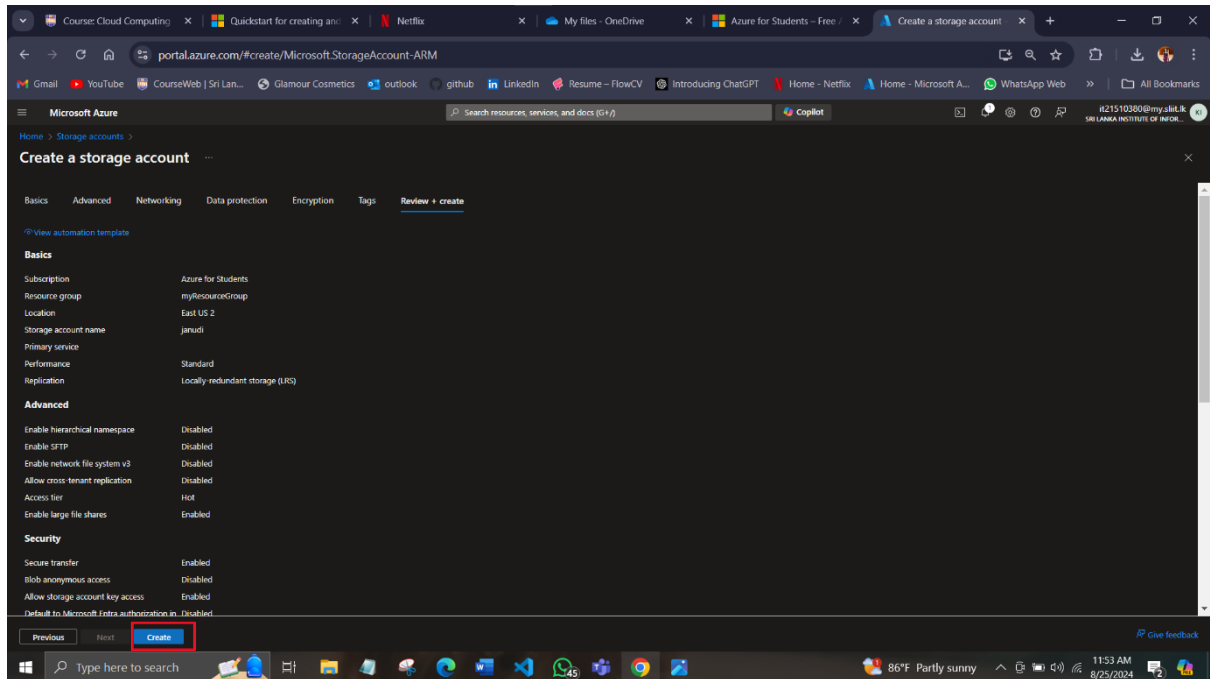 Course: Cloud Computing
Quickstart for creating and
Netflix
My files - OneDrive
Azure for Students – Free
Create a storage account
portal.azure.com/#create/Microsoft.StorageAccount-ARM
Gmail YouTube CourseWeb | Sri Lan... Glamour Cosmetics outlook github LinkedIn Resume – FlowCV Introducing ChatGPT Home - Netflix Home - Microsoft A... WhatsApp Web All Bookmarks
Microsoft Azure
Search resources, services, and docs (G+/)
Copilot
it21510380@my.sliit.lk
SRI LANKA INSTITUTE OF INFOR...
KI
Home > Storage accounts >
Create a storage account ...
Basics Advanced Networking Data protection Encryption Tags Review + create
View automation template
Basics
Subscription Azure for Students
Resource group myResourceGroup
Location East US 2
Storage account name janudi
Primary service
Performance Standard
Replication Locally-redundant storage (LRS)
Advanced
Enable hierarchical namespace Disabled
Enable SFTP Disabled
Enable network file system v3 Disabled
Allow cross-tenant replication Disabled
Access tier Hot
Enable large file shares Enabled
Security
Secure transfer Enabled
Blob anonymous access Disabled
Allow storage account key access Enabled
Default to Microsoft Entra authorization in Disabled
Previous Next Create
Give feedback
Type here to search
45
86°F Partly sunny
11:53 AM
8/25/2024
2